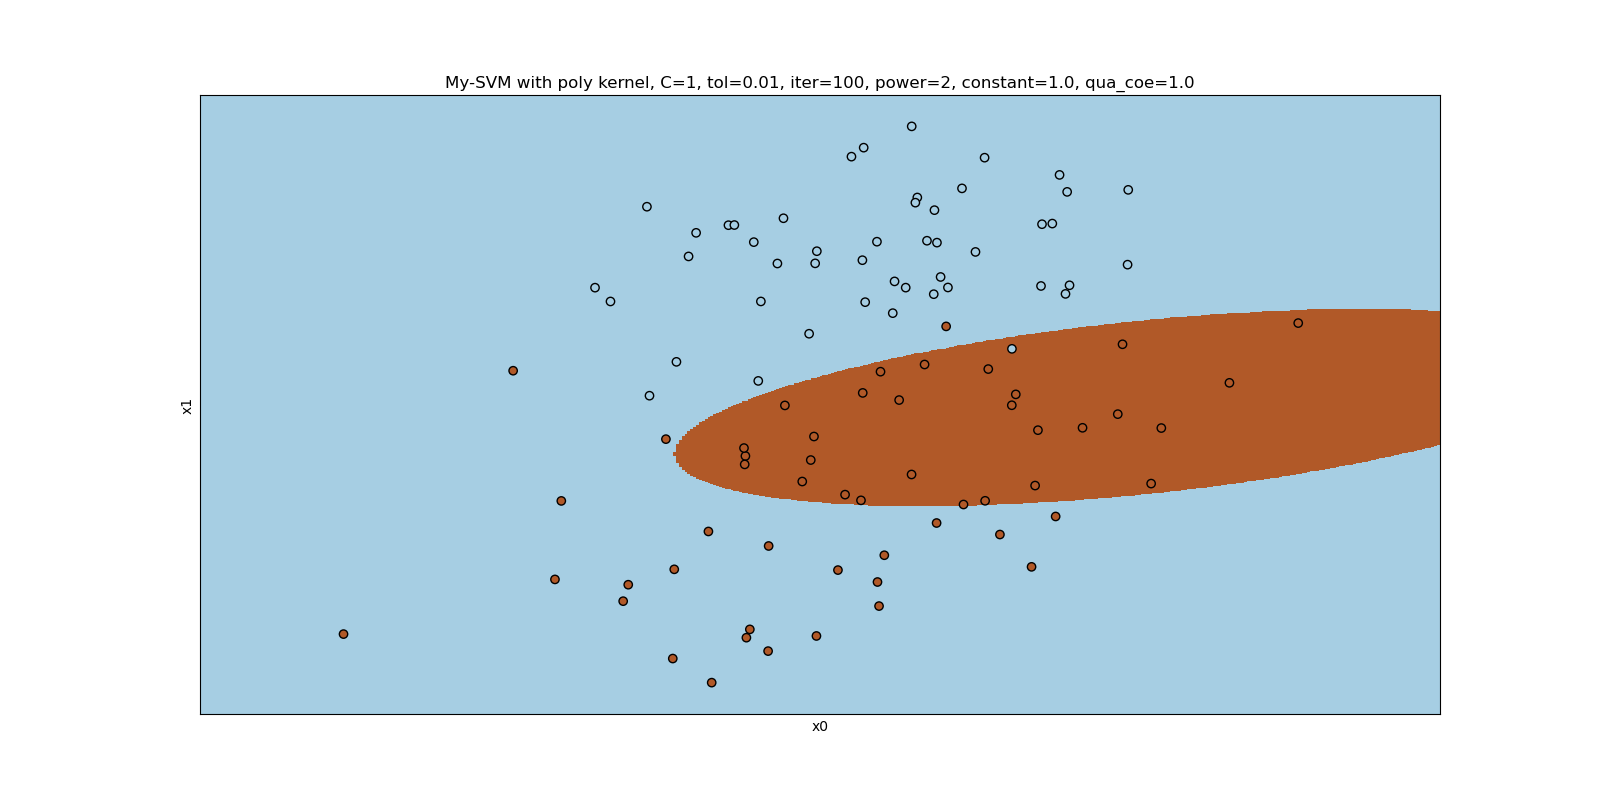 My-SVM with poly kernel, C=1, tol=0.01, iter=100, power=2, constant=1.0, qua_coe=1.0
x1
x0